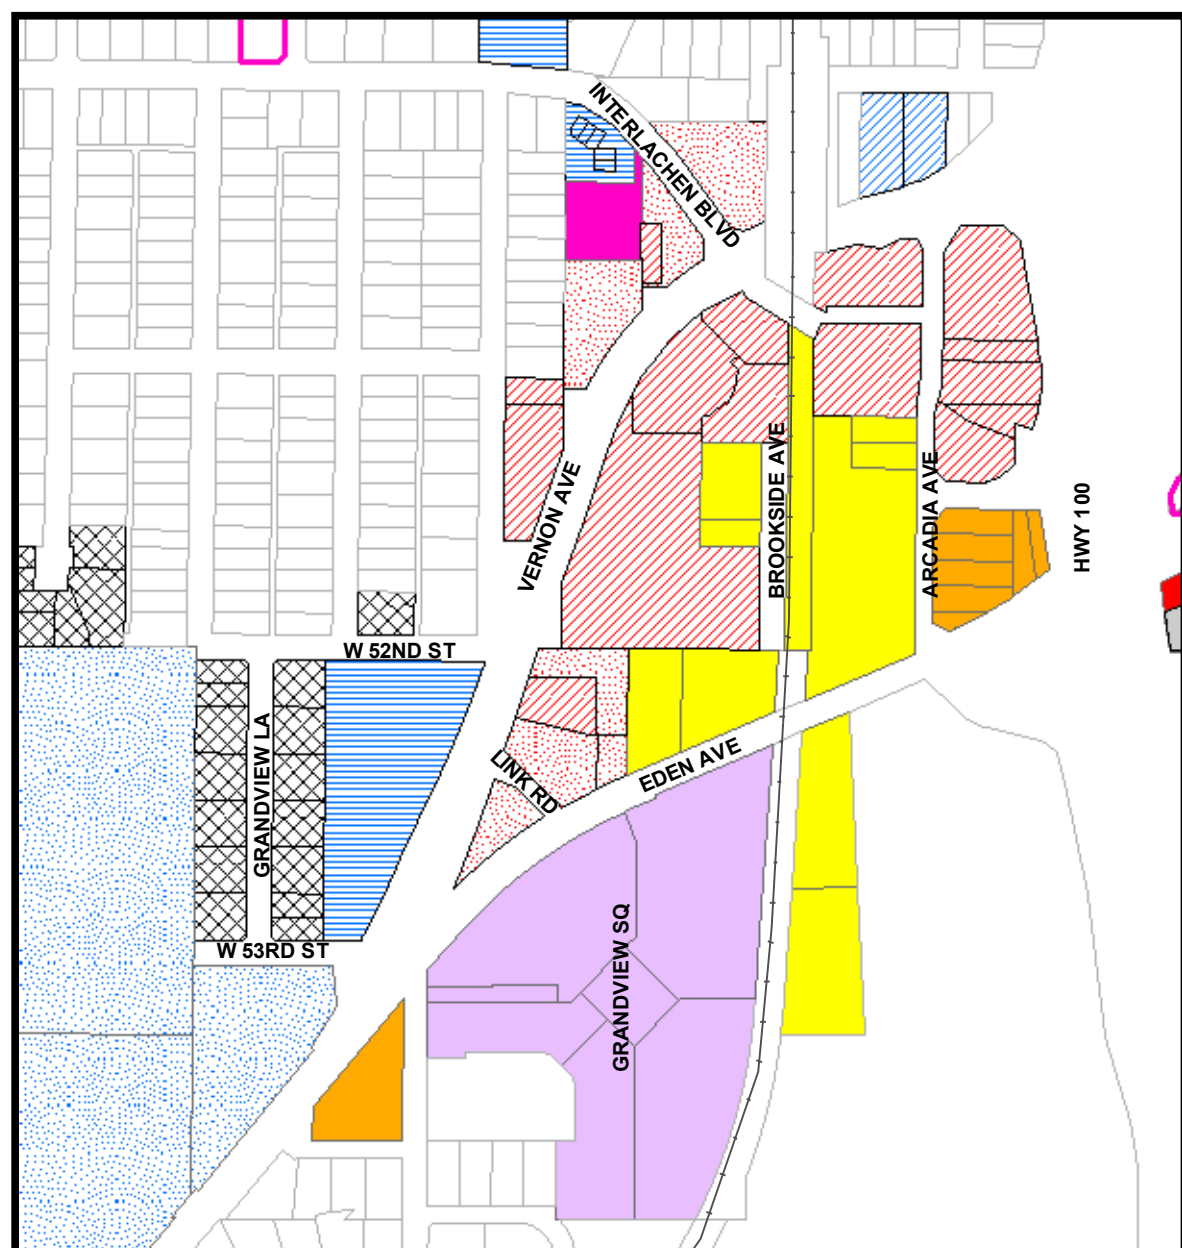 INTERLACHEN BLVD
VERNON AVE
BROOKSIDE AVE
ARCADIA AVE
HWY 100
W 52ND ST
GRANDVIEW LA
LINK RD
EDEN AVE
W 53RD ST
GRANDVIEW SQ